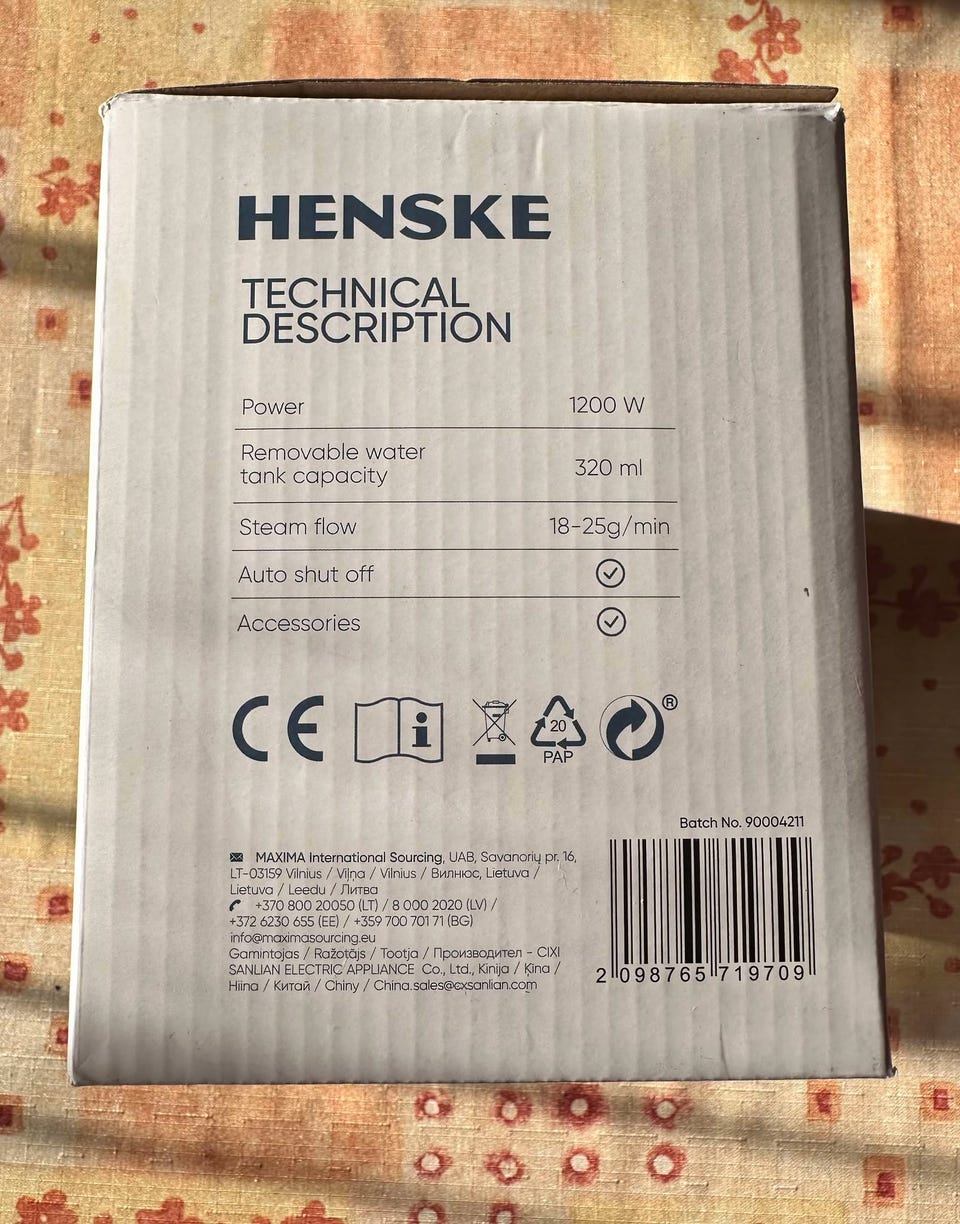 HENSKE
TECHNICAL
DESCRIPTION
Power 1200 W
Removable water
tank capacity 320 ml
Steam flow 18-25g/min
Auto shut off
Accessories
CE
i
20
PAP
®
Batch No. 90004211
MAXIMA International Sourcing, UAB, Savanorių pr. 16,
LT-03159 Vilnius / Viļņa / Vilnius / Вилнюс, Lietuva /
Lietuva / Leedu / Литва
+370 800 20050 (LT) / 8 000 2020 (LV) /
+372 6230 655 (EE) / +359 700 701 71 (BG)
info@maximasourcing.eu
Gamintojas / Ražotājs / Tootja / Производител - CIXI
SANLIAN ELECTRIC APPLIANCE Co., Ltd., Kinija / Ķīna /
Hiina / Китай / Chiny / China.sales@cxsanlian.com
2 098765 719709